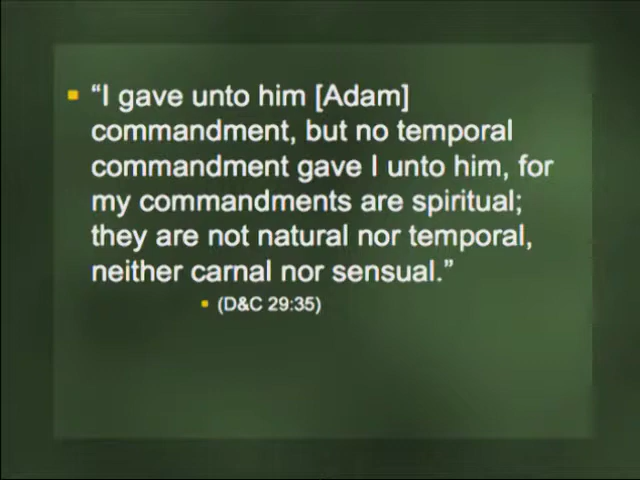 “I gave unto him [Adam]
commandment, but no temporal
commandment gave I unto him, for
my commandments are spiritual;
they are not natural nor temporal,
neither carnal nor sensual.”
(D&C 29:35)